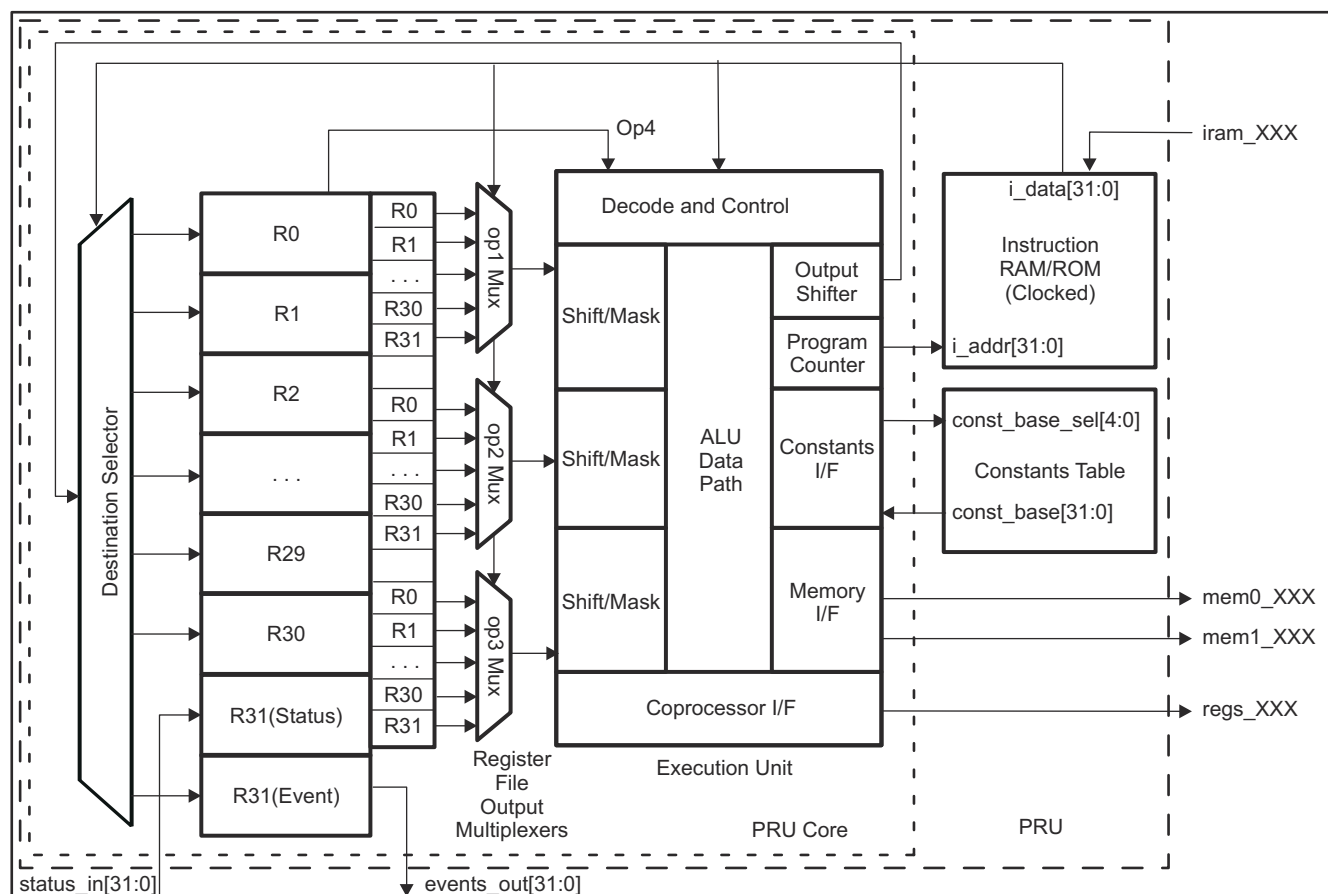 Op4
iram_XXX
Destination Selector
R0
R1
R2
. . .
R29
R30
R31(Status)
R31(Event)
R0
R1
. . .
R30
R31
R0
R1
. . .
R30
R31
R0
R1
. . .
R30
R31
op1 Mux
op2 Mux
op3 Mux
Register
File
Output
Multiplexers
Decode and Control
Shift/Mask
Shift/Mask
Shift/Mask
ALU
Data
Path
Output
Shifter
Program
Counter
Constants
I/F
Memory
I/F
Coprocessor I/F
Execution Unit
PRU Core
i_data[31:0]
Instruction
RAM/ROM
(Clocked)
i_addr[31:0]
const_base_sel[4:0]
Constants Table
const_base[31:0]
PRU
mem0_XXX
mem1_XXX
regs_XXX
status_in[31:0]
events_out[31:0]